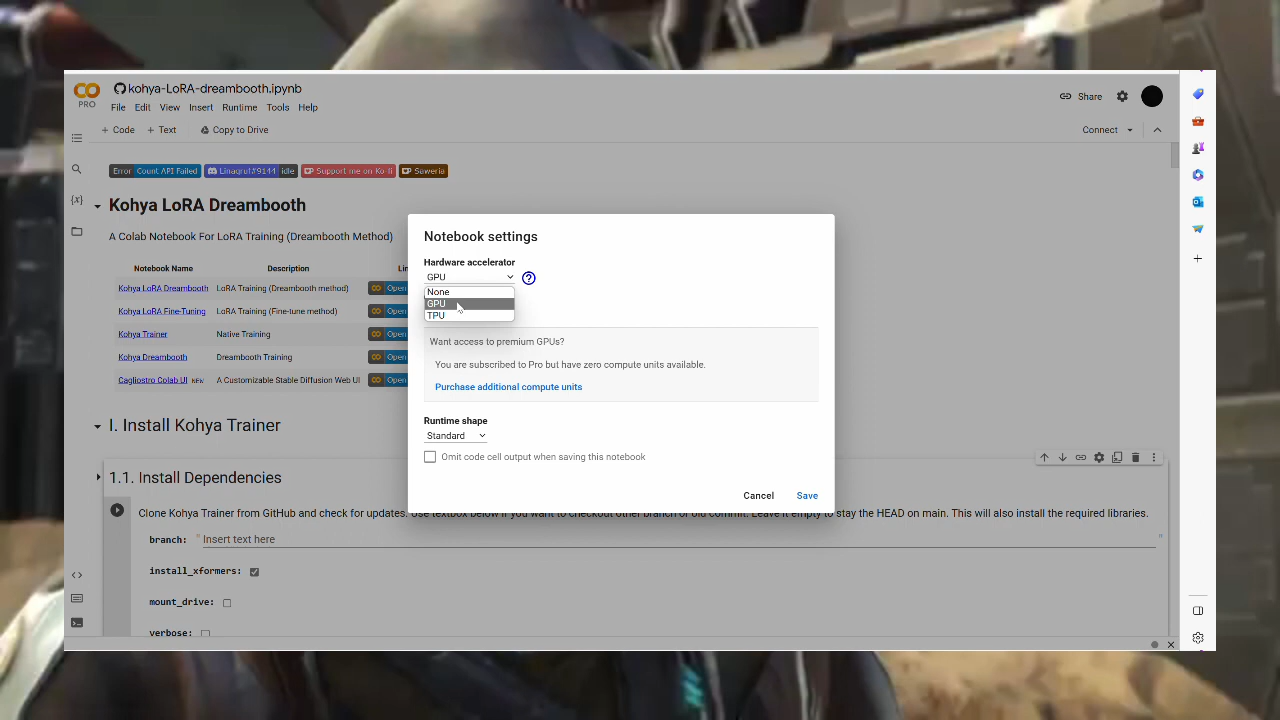 PRO
kohya-LoRA-dreambooth.ipynb
File Edit View Insert Runtime Tools Help
Share
+ Code + Text Copy to Drive
Connect
Error Count API Failed Linaqruf#9144 idle Support me on Ko-fi Saweria
Kohya LoRA Dreambooth
A Colab Notebook For LoRA Training (Dreambooth Method)
Notebook Name Description
Kohya LoRA Dreambooth LoRA Training (Dreambooth method) Open
Kohya LoRA Fine-Tuning LoRA Training (Fine-tune method) Open
Kohya Trainer Native Training Open
Kohya Dreambooth Dreambooth Training Open
Cagliostro Colab UI NEW A Customizable Stable Diffusion Web UI Open
Notebook settings
Hardware accelerator
GPU
?
None
GPU
TPU
Want access to premium GPUs?
You are subscribed to Pro but have zero compute units available.
Purchase additional compute units
Runtime shape
Standard
Omit code cell output when saving this notebook
Cancel Save
I. Install Kohya Trainer
1.1. Install Dependencies
Clone Kohya Trainer from GitHub and check for updates. Use textbox below if you want to checkout other branch or old commit. Leave it empty to stay the HEAD on main. This will also install the required libraries.
branch: " Insert text here "
install_xformers:
mount_drive:
verbose: